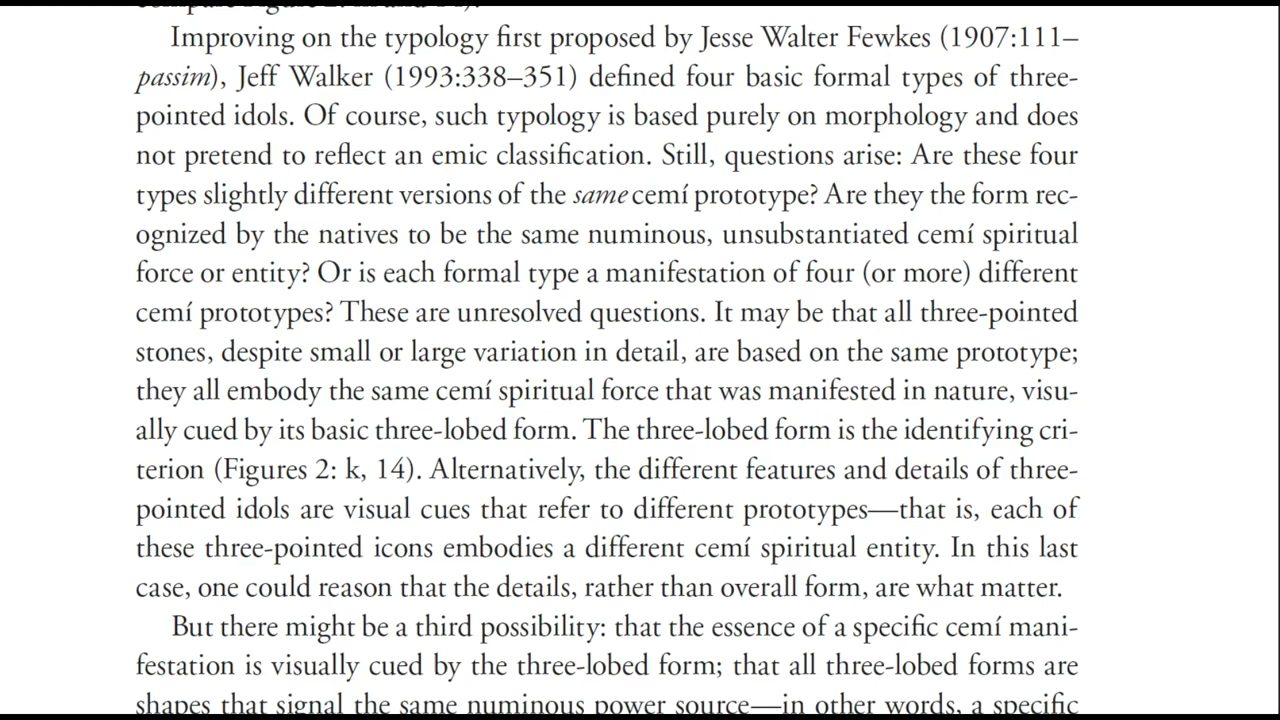 Improving on the typology first proposed by Jesse Walter Fewkes (1907:111–
passim), Jeff Walker (1993:338–351) defined four basic formal types of three-
pointed idols. Of course, such typology is based purely on morphology and does
not pretend to reflect an emic classification. Still, questions arise: Are these four
types slightly different versions of the same cemí prototype? Are they the form rec-
ognized by the natives to be the same numinous, unsubstantiated cemí spiritual
force or entity? Or is each formal type a manifestation of four (or more) different
cemí prototypes? These are unresolved questions. It may be that all three-pointed
stones, despite small or large variation in detail, are based on the same prototype;
they all embody the same cemí spiritual force that was manifested in nature, visu-
ally cued by its basic three-lobed form. The three-lobed form is the identifying cri-
terion (Figures 2: k, 14). Alternatively, the different features and details of three-
pointed idols are visual cues that refer to different prototypes—that is, each of
these three-pointed icons embodies a different cemí spiritual entity. In this last
case, one could reason that the details, rather than overall form, are what matter.
But there might be a third possibility: that the essence of a specific cemí mani-
festation is visually cued by the three-lobed form; that all three-lobed forms are
shapes that signal the same numinous power source—in other words, a specific